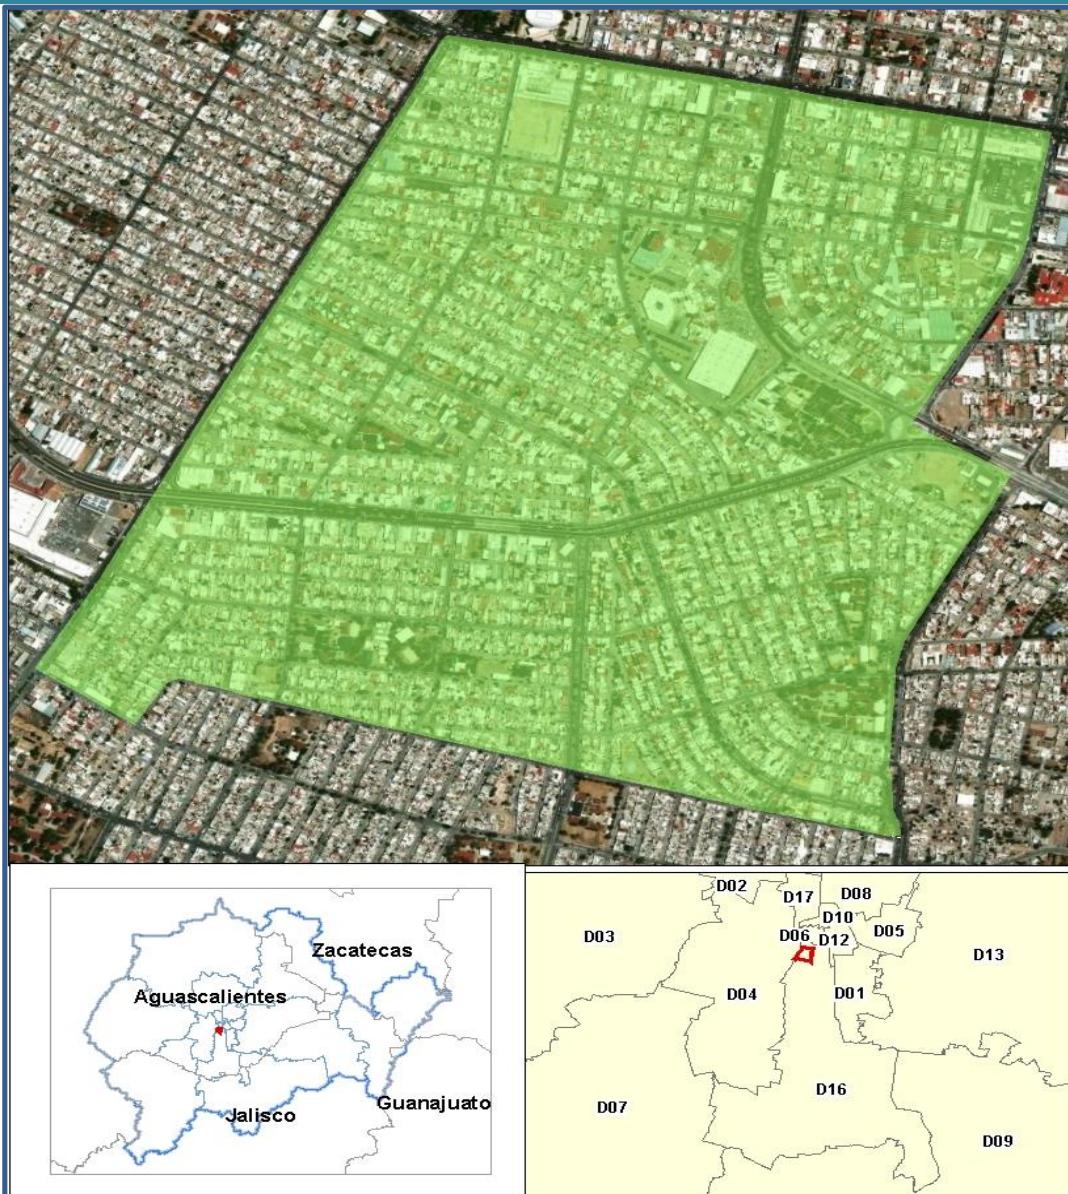 Zacatecas
Aguascalientes
Guanajuato
Jalisco
D02
D17
D08
D10
D03
D06
D12
D05
D13
D04
D01
D16
D07
D09